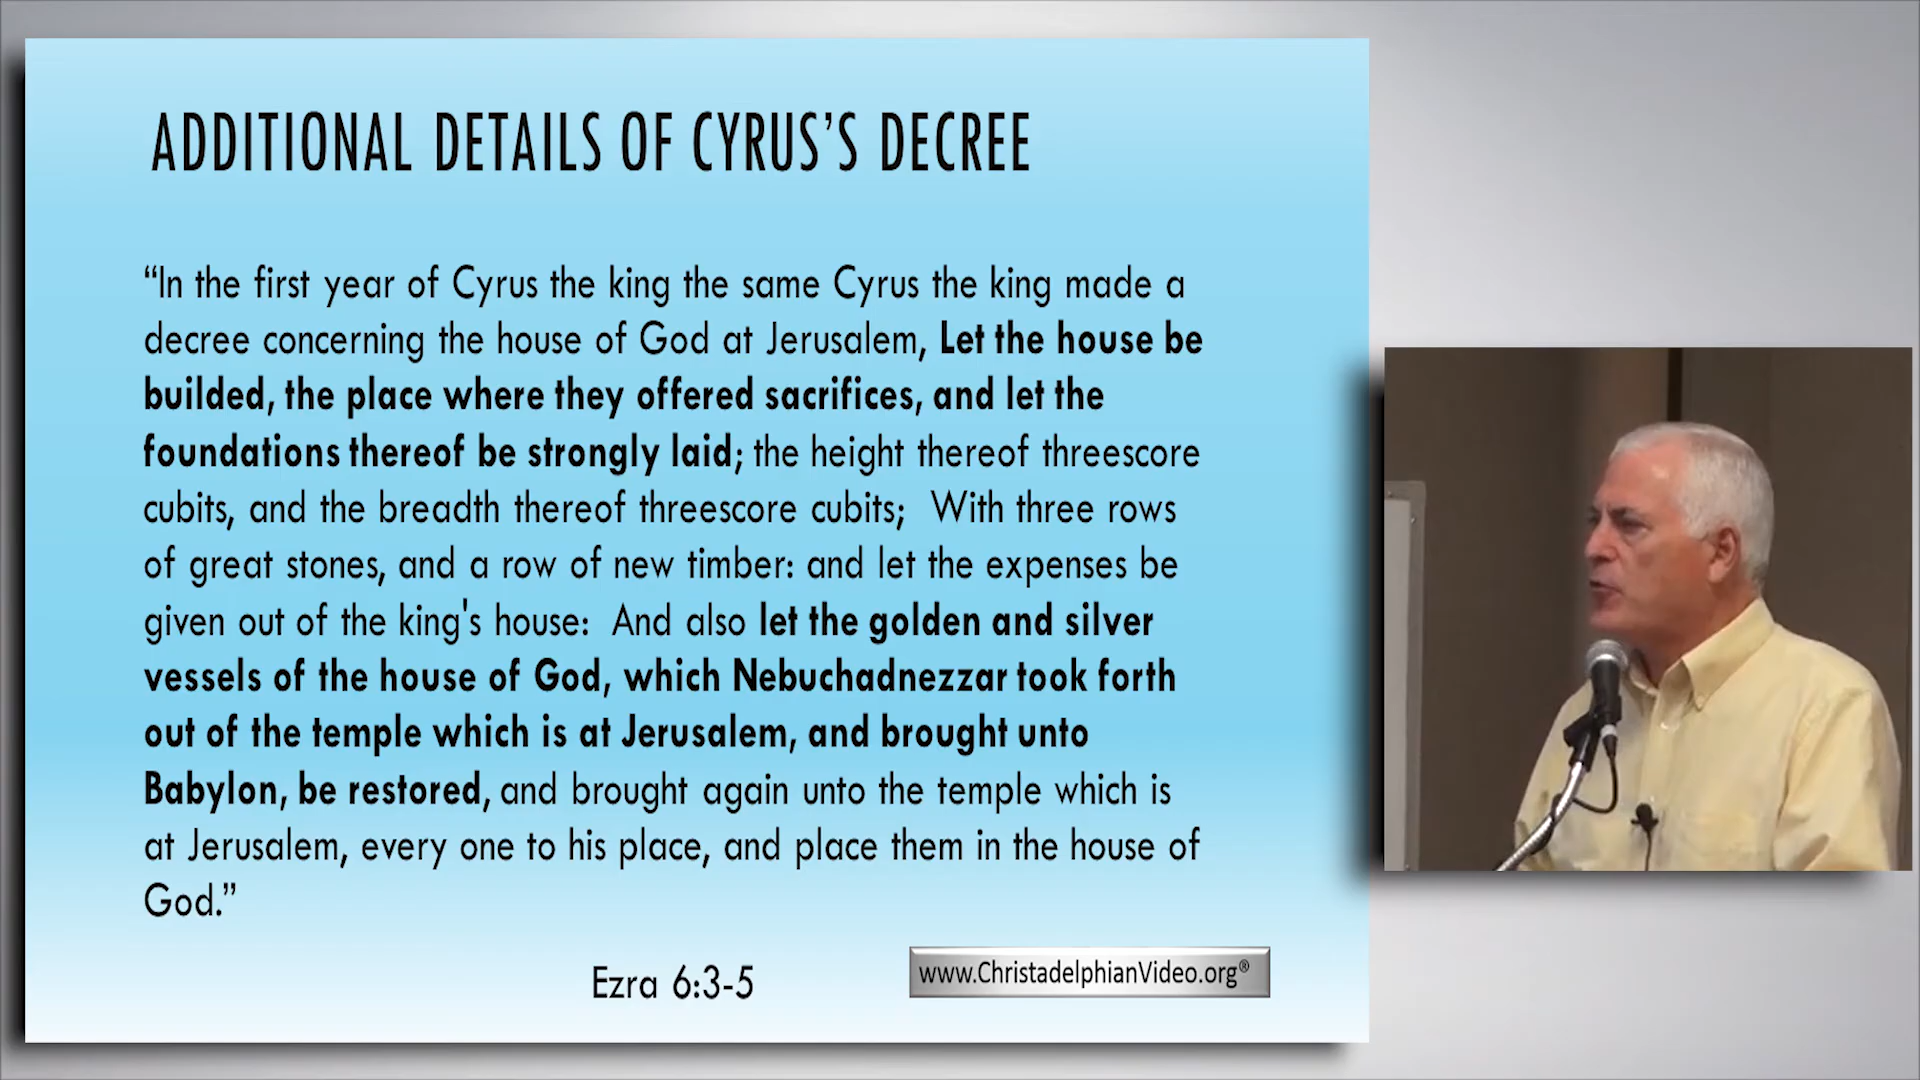 ADDITIONAL DETAILS OF CYRUS’S DECREE
“In the first year of Cyrus the king the same Cyrus the king made a
decree concerning the house of God at Jerusalem, Let the house be
builded, the place where they offered sacrifices, and let the
foundations thereof be strongly laid; the height thereof threescore
cubits, and the breadth thereof threescore cubits; With three rows
of great stones, and a row of new timber: and let the expenses be
given out of the king's house: And also let the golden and silver
vessels of the house of God, which Nebuchadnezzar took forth
out of the temple which is at Jerusalem, and brought unto
Babylon, be restored, and brought again unto the temple which is
at Jerusalem, every one to his place, and place them in the house of
God.”
Ezra 6:3-5
www.ChristadelphianVideo.org®